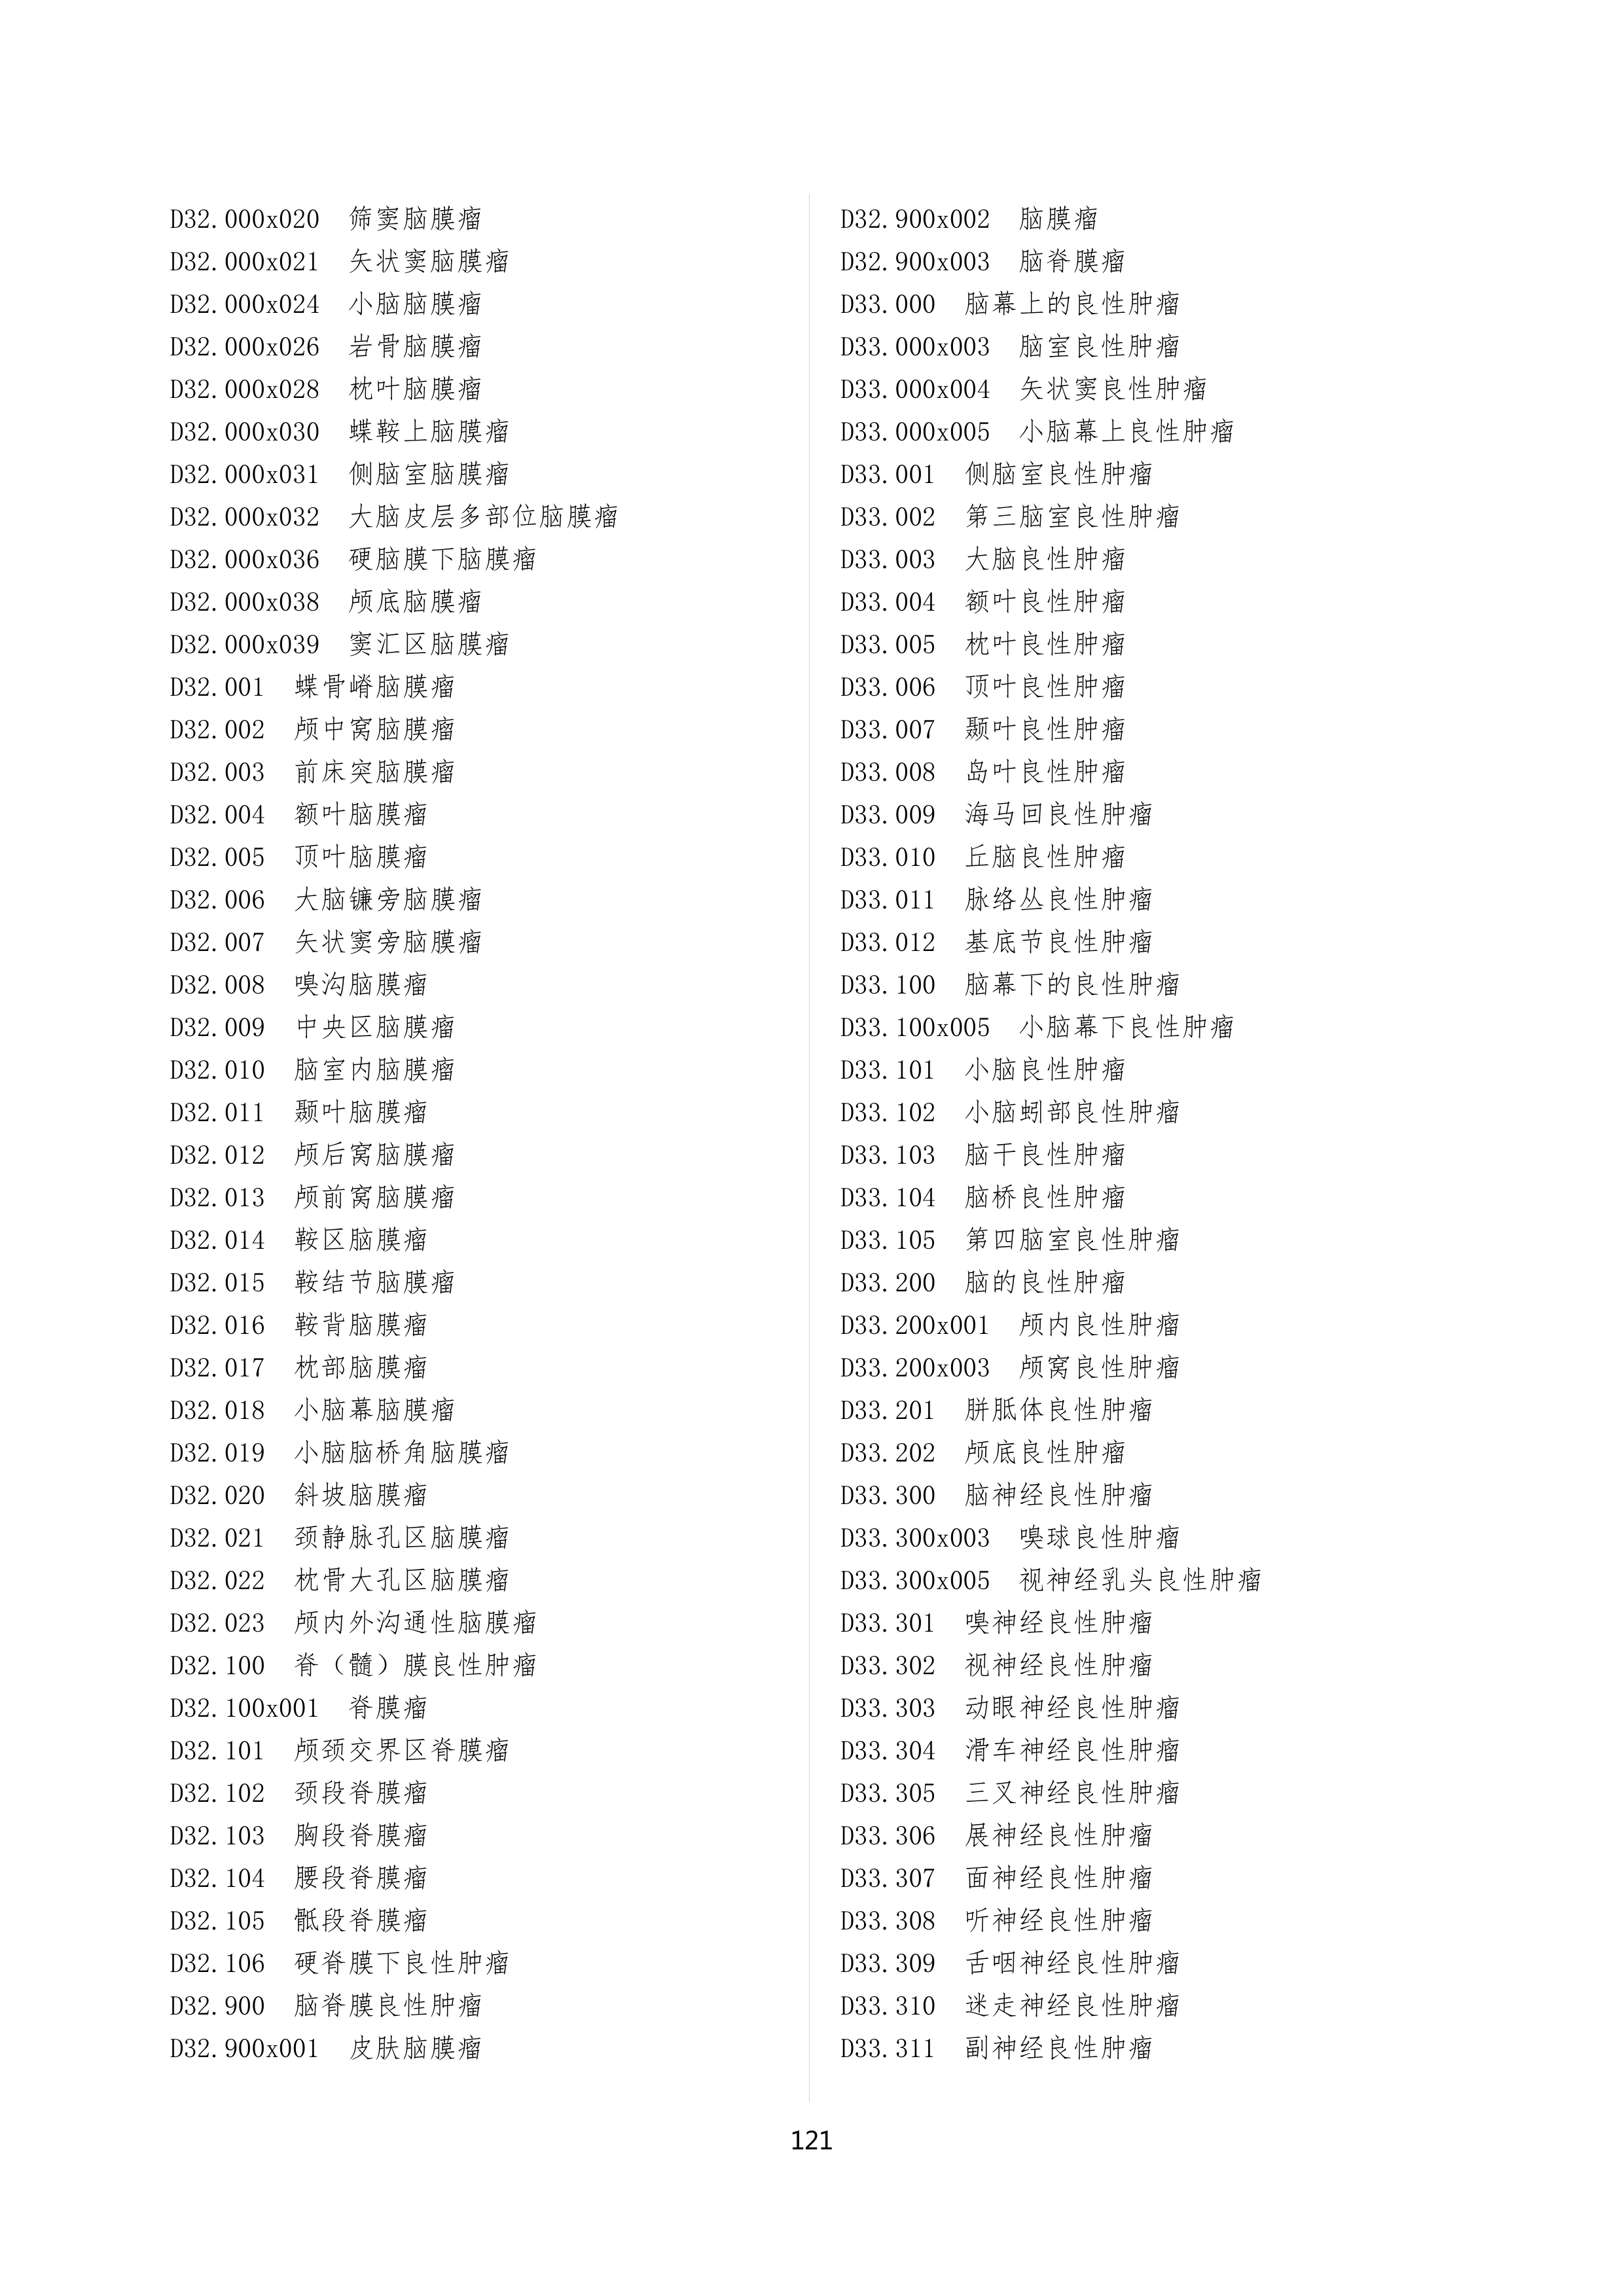 D32.000x020 筛窦脑膜瘤
D32.000x021 矢状窦脑膜瘤
D32.000x024 小脑脑膜瘤
D32.000x026 岩骨脑膜瘤
D32.000x028 枕叶脑膜瘤
D32.000x030 蝶鞍上脑膜瘤
D32.000x031 侧脑室脑膜瘤
D32.000x032 大脑皮层多部位脑膜瘤
D32.000x036 硬脑膜下脑膜瘤
D32.000x038 颅底脑膜瘤
D32.000x039 窦汇区脑膜瘤
D32.001 蝶骨嵴脑膜瘤
D32.002 颅中窝脑膜瘤
D32.003 前床突脑膜瘤
D32.004 额叶脑膜瘤
D32.005 顶叶脑膜瘤
D32.006 大脑镰旁脑膜瘤
D32.007 矢状窦旁脑膜瘤
D32.008 嗅沟脑膜瘤
D32.009 中央区脑膜瘤
D32.010 脑室内脑膜瘤
D32.011 颞叶脑膜瘤
D32.012 颅后窝脑膜瘤
D32.013 颅前窝脑膜瘤
D32.014 鞍区脑膜瘤
D32.015 鞍结节脑膜瘤
D32.016 鞍背脑膜瘤
D32.017 枕部脑膜瘤
D32.018 小脑幕脑膜瘤
D32.019 小脑脑桥角脑膜瘤
D32.020 斜坡脑膜瘤
D32.021 颈静脉孔区脑膜瘤
D32.022 枕骨大孔区脑膜瘤
D32.023 颅内外沟通性脑膜瘤
D32.100 脊（髓）膜良性肿瘤
D32.100x001 脊膜瘤
D32.101 颅颈交界区脊膜瘤
D32.102 颈段脊膜瘤
D32.103 胸段脊膜瘤
D32.104 腰段脊膜瘤
D32.105 骶段脊膜瘤
D32.106 硬脊膜下良性肿瘤
D32.900 脑脊膜良性肿瘤
D32.900x001 皮肤脑膜瘤
D32.900x002 脑膜瘤
D32.900x003 脑脊膜瘤
D33.000 脑幕上的良性肿瘤
D33.000x003 脑室良性肿瘤
D33.000x004 矢状窦良性肿瘤
D33.000x005 小脑幕上良性肿瘤
D33.001 侧脑室良性肿瘤
D33.002 第三脑室良性肿瘤
D33.003 大脑良性肿瘤
D33.004 额叶良性肿瘤
D33.005 枕叶良性肿瘤
D33.006 顶叶良性肿瘤
D33.007 颞叶良性肿瘤
D33.008 岛叶良性肿瘤
D33.009 海马回良性肿瘤
D33.010 丘脑良性肿瘤
D33.011 脉络丛良性肿瘤
D33.012 基底节良性肿瘤
D33.100 脑幕下的良性肿瘤
D33.100x005 小脑幕下良性肿瘤
D33.101 小脑良性肿瘤
D33.102 小脑蚓部良性肿瘤
D33.103 脑干良性肿瘤
D33.104 脑桥良性肿瘤
D33.105 第四脑室良性肿瘤
D33.200 脑的良性肿瘤
D33.200x001 颅内良性肿瘤
D33.200x003 颅窝良性肿瘤
D33.201 胼胝体良性肿瘤
D33.202 颅底良性肿瘤
D33.300 脑神经良性肿瘤
D33.300x003 嗅球良性肿瘤
D33.300x005 视神经乳头良性肿瘤
D33.301 嗅神经良性肿瘤
D33.302 视神经良性肿瘤
D33.303 动眼神经良性肿瘤
D33.304 滑车神经良性肿瘤
D33.305 三叉神经良性肿瘤
D33.306 展神经良性肿瘤
D33.307 面神经良性肿瘤
D33.308 听神经良性肿瘤
D33.309 舌咽神经良性肿瘤
D33.310 迷走神经良性肿瘤
D33.311 副神经良性肿瘤
121